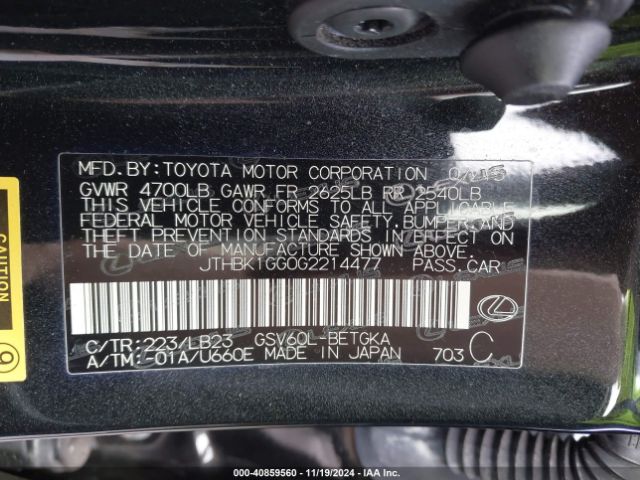 MFD.BY:TOYOTA MOTOR CORPORATION
GVWR 4700LB GAWR FR 2625LB RR 2540LB
THIS VEHICLE CONFORMS TO ALL APPLICABLE
FEDERAL MOTOR VEHICLE SAFETY, BUMPER, AND
THEFT PREVENTION STANDARDS IN EFFECT ON
THE DATE OF MANUFACTURE SHOWN ABOVE.
JTHBK1GG0G2214477 PASS.CAR
C/TR:223/LB23 GSV60L-BETGKA
A/TM:-01A/U660E MADE IN JAPAN 703 C
CAUTION
000-40859560 - 11/19/2024 - IAA Inc.